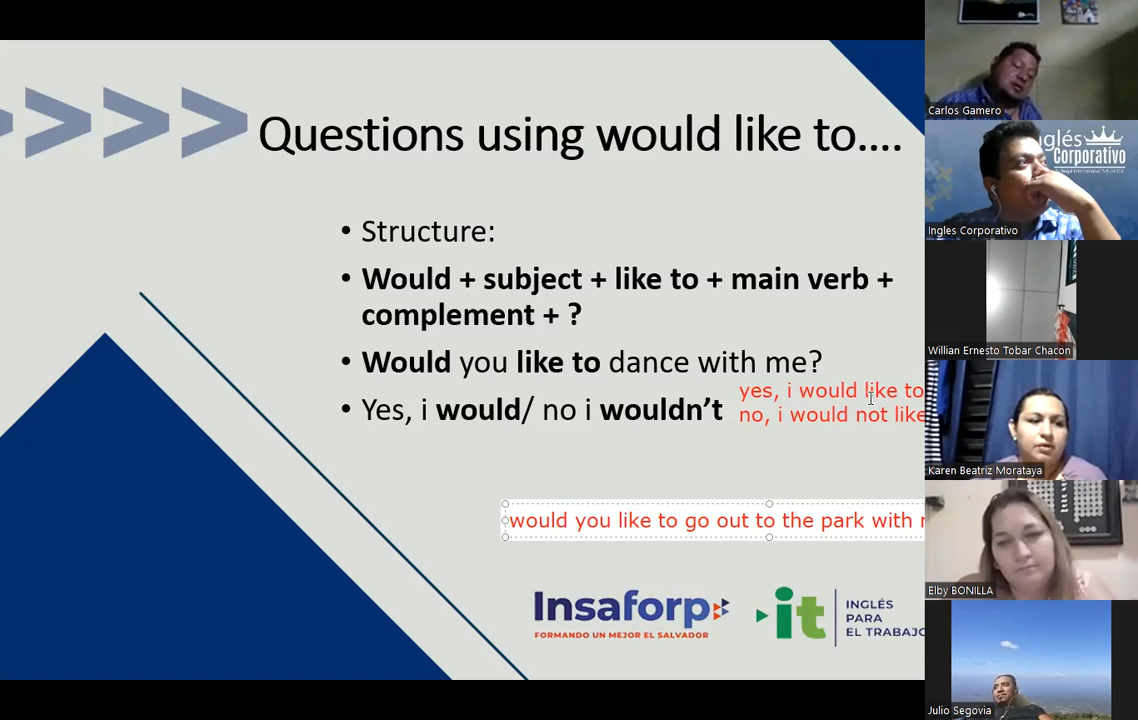 Questions using would like to....
• Structure:
• Would + subject + like to + main verb +
complement + ?
• Would you like to dance with me?
• Yes, i would/ no i wouldn't
yes, i would like to
no, i would not like
would you like to go out to the park with
Insaforp
FORMANDO UN MEJOR EL SALVADOR
it
INGLÉS
PARA
EL TRABAJO
Carlos Gamero
glés
Corporativo
Ingles Corporativo
Willian Ernesto Tobar Chacon
Karen Beatriz Morataya
Elby BONILLA
Julio Segovia